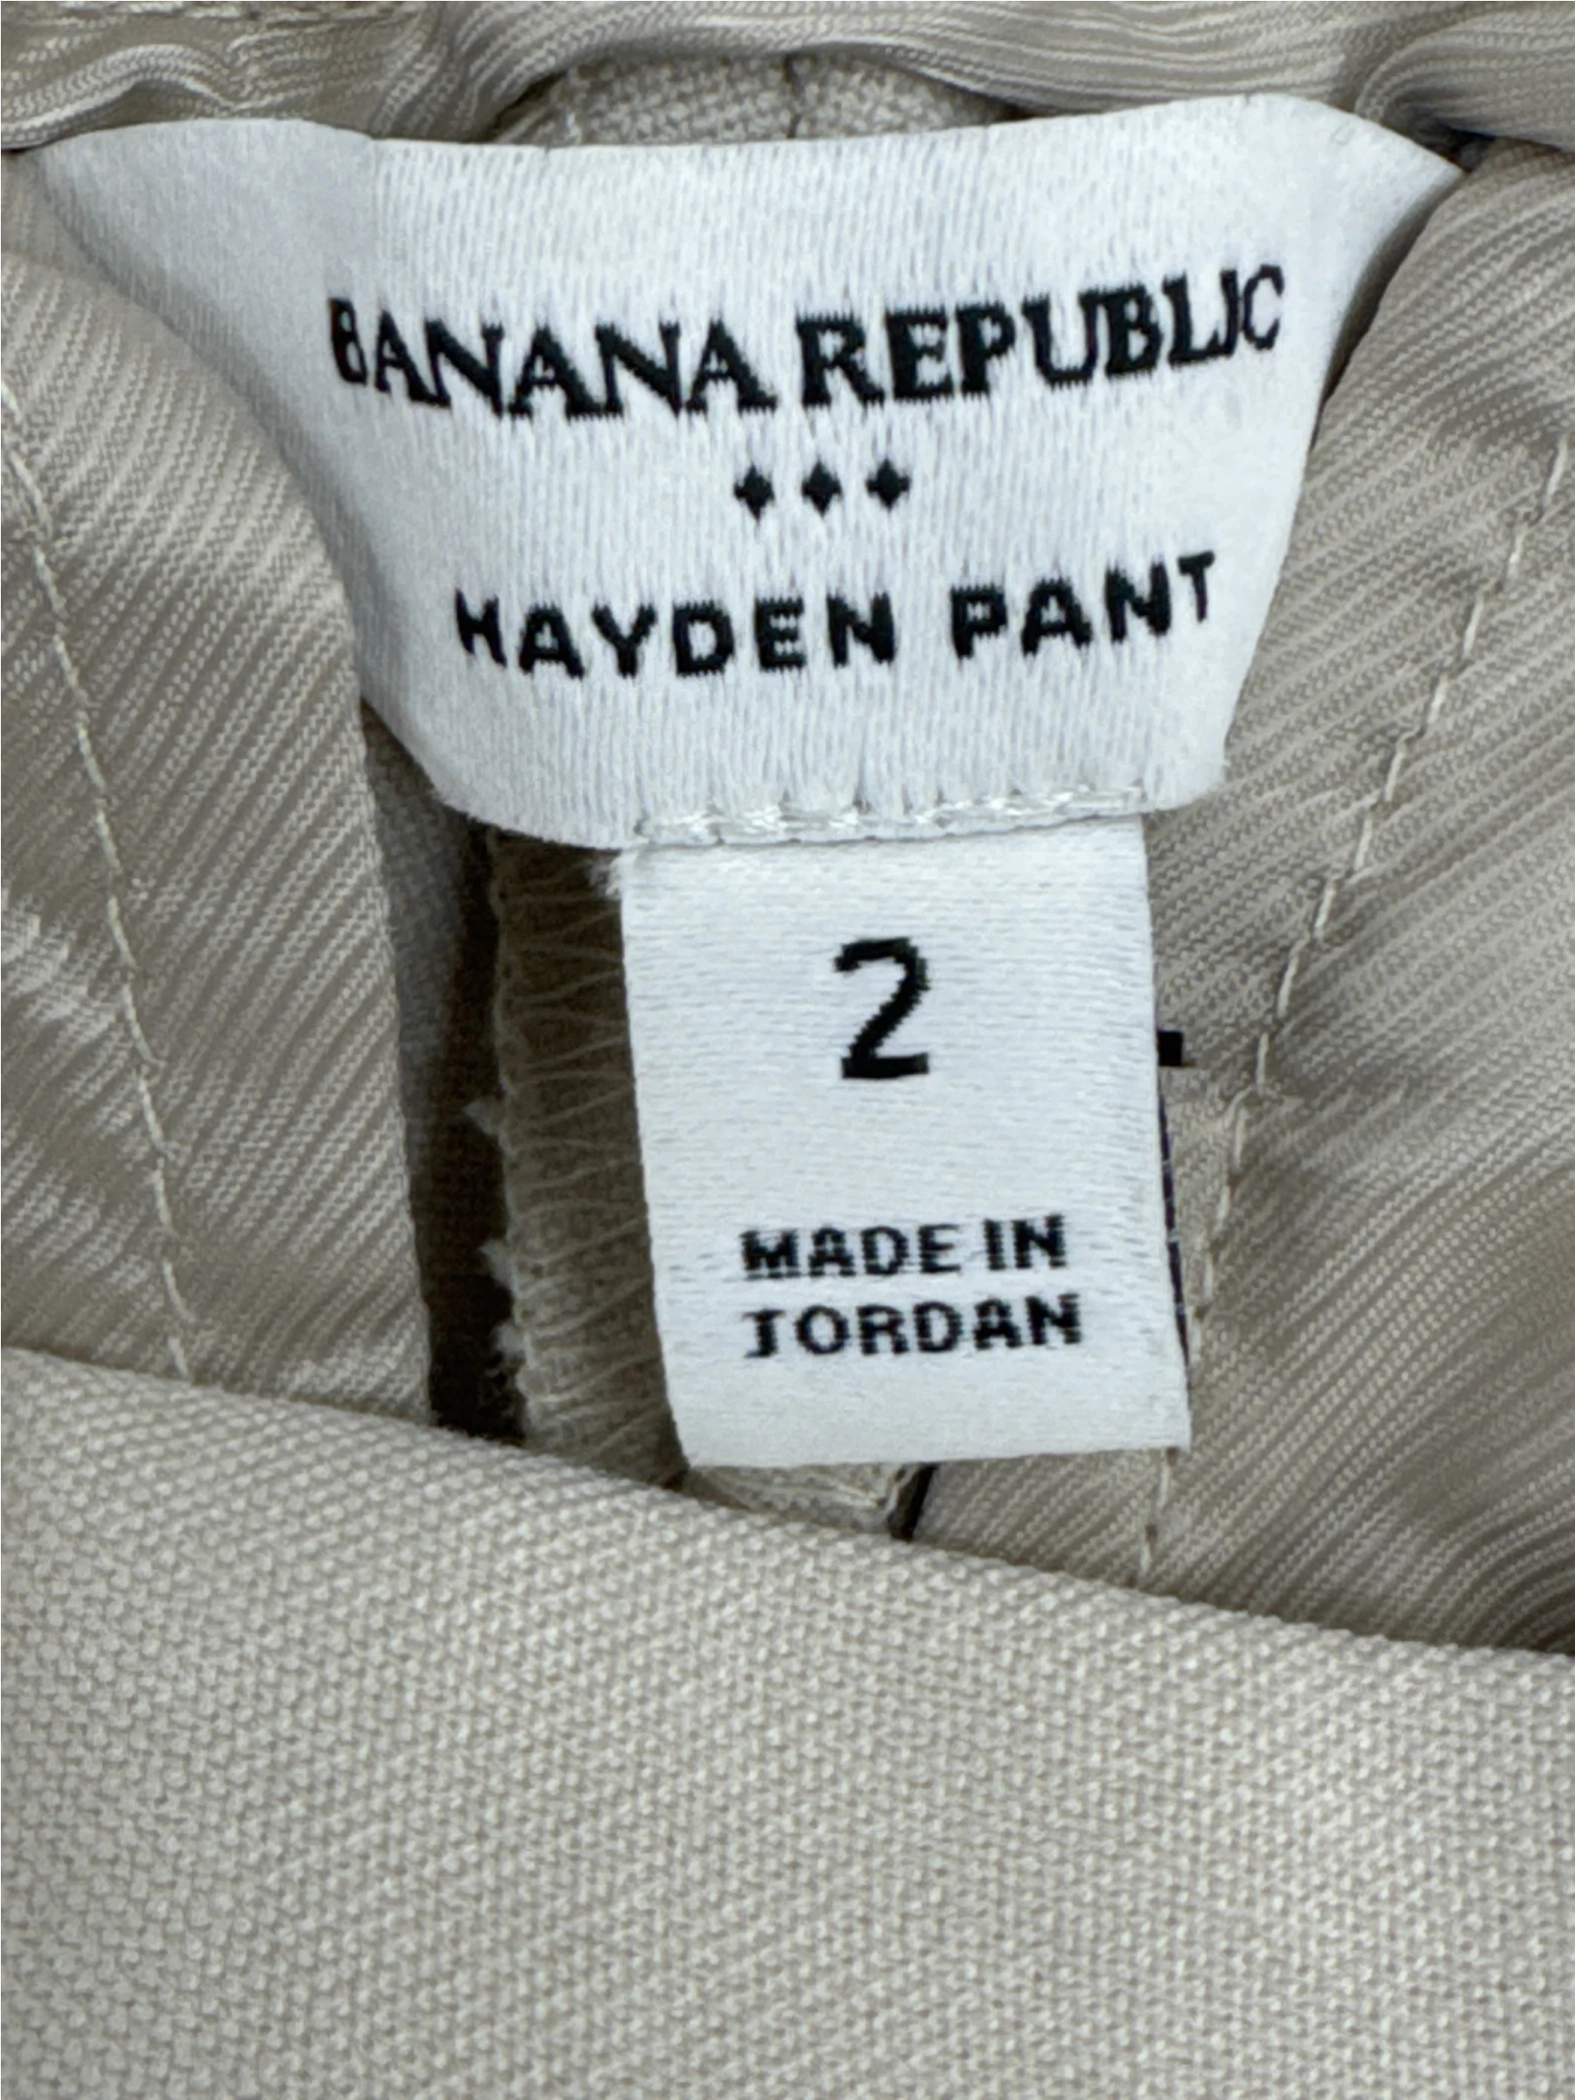 BANANA REPUBLIC
HAYDEN PANT
2
MADE IN
JORDAN